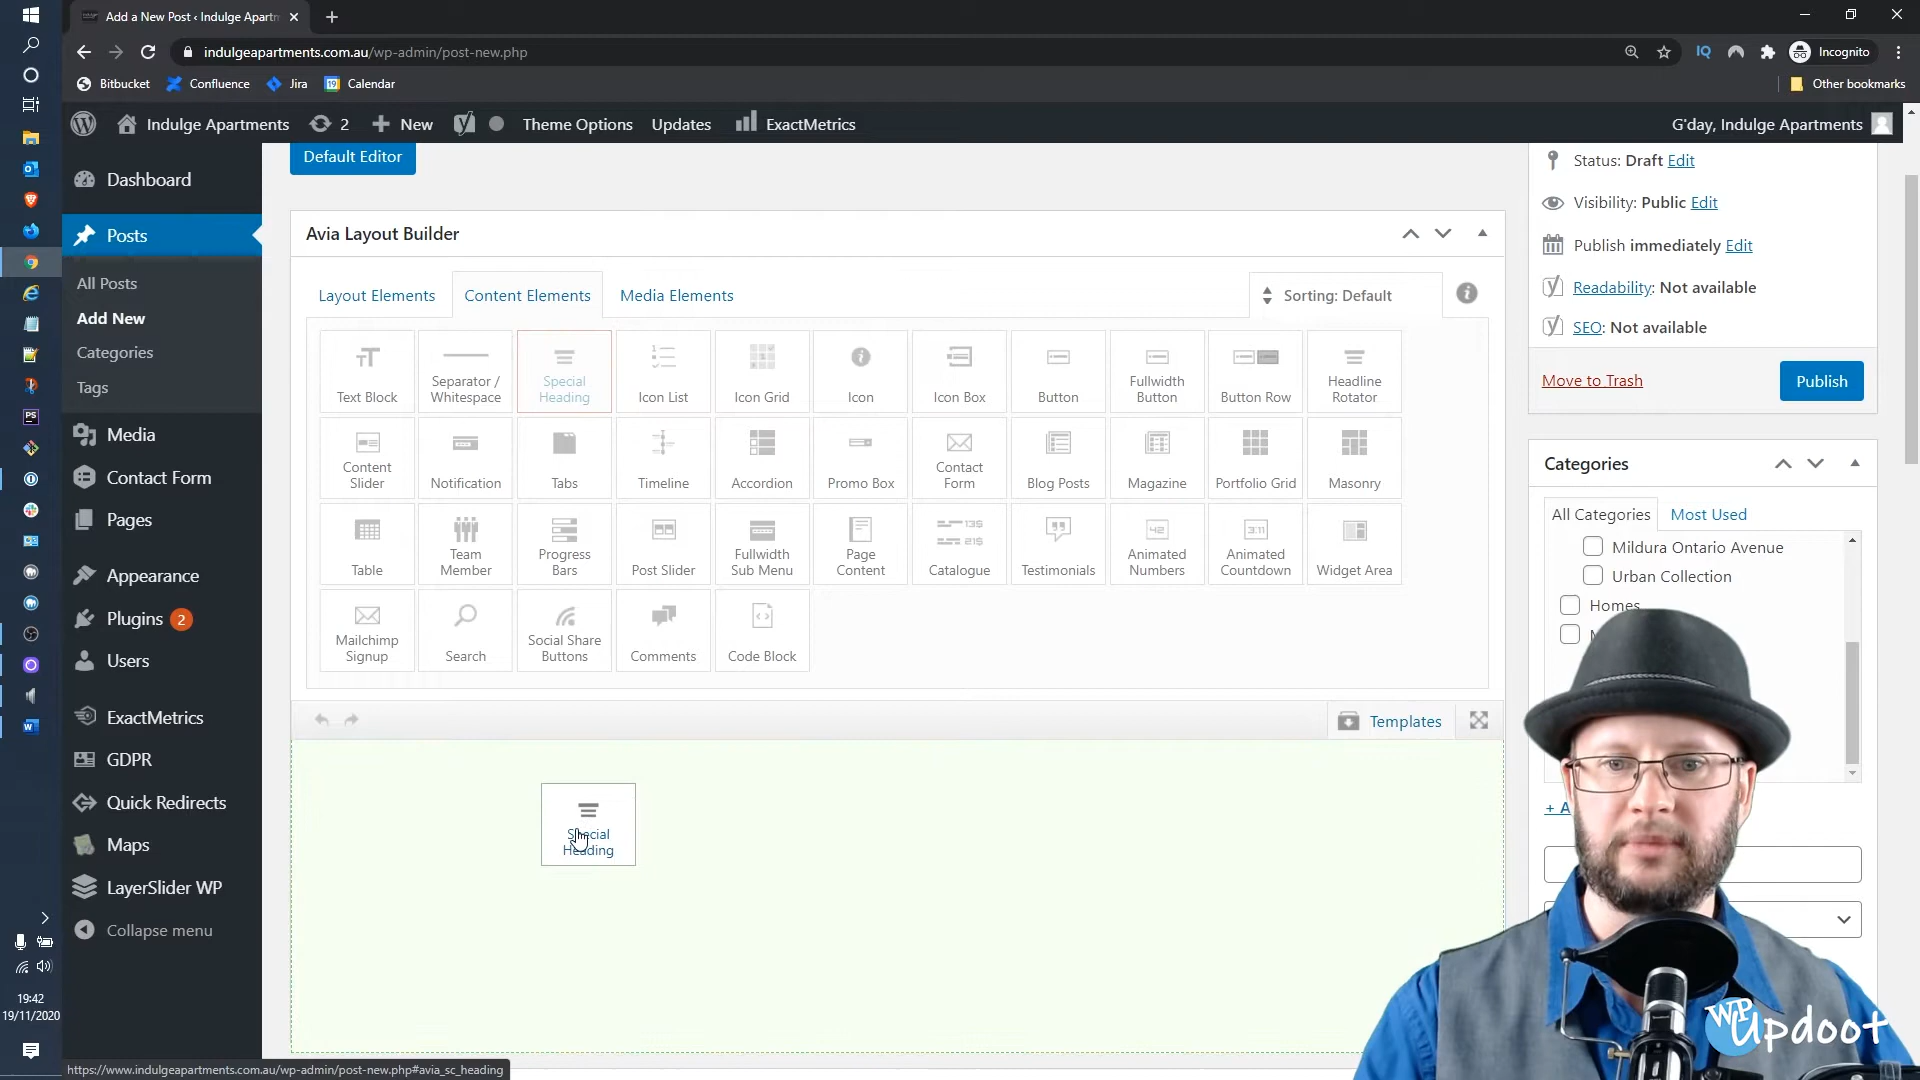 Add a New Post ‹ Indulge Apartm
indulgeapartments.com.au/wp-admin/post-new.php
IQ
Incognito
Bitbucket
Confluence
19
Jira
Calendar
Other bookmarks
Indulge Apartments
2
New
Theme Options
Updates
ExactMetrics
G'day, Indulge Apartments
Dashboard
Posts
All Posts
Add New
Categories
Tags
Media
Contact Form
Pages
Appearance
Plugins 2
Users
ExactMetrics
GDPR
Quick Redirects
Maps
LayerSlider WP
Collapse menu
PS
19:42
19/11/2020
Default Editor
Avia Layout Builder
Layout Elements
Content Elements
Media Elements
Sorting: Default
Text Block
Separator /
Whitespace
Special
Heading
Icon List
Icon Grid
Icon
Icon Box
Button
Fullwidth
Button
Button Row
Headline
Rotator
Content
Slider
Notification
Tabs
Timeline
Accordion
Promo Box
Contact
Form
Blog Posts
Magazine
Portfolio Grid
Masonry
Table
Team
Member
Progress
Bars
Post Slider
Fullwidth
Sub Menu
Page
Content
13$
21$
Catalogue
Testimonials
42
Animated
Numbers
3:11
Animated
Countdown
Widget Area
Mailchimp
Signup
Search
Social Share
Buttons
Comments
Code Block
Templates
Special
Heading
Status: Draft Edit
Visibility: Public Edit
Publish immediately Edit
Readability: Not available
SEO: Not available
Move to Trash
Publish
Categories
All Categories
Most Used
Mildura Ontario Avenue
Urban Collection
Homes
+ A
WP Updoot
https://www.indulgeapartments.com.au/wp-admin/post-new.php#avia_sc_heading